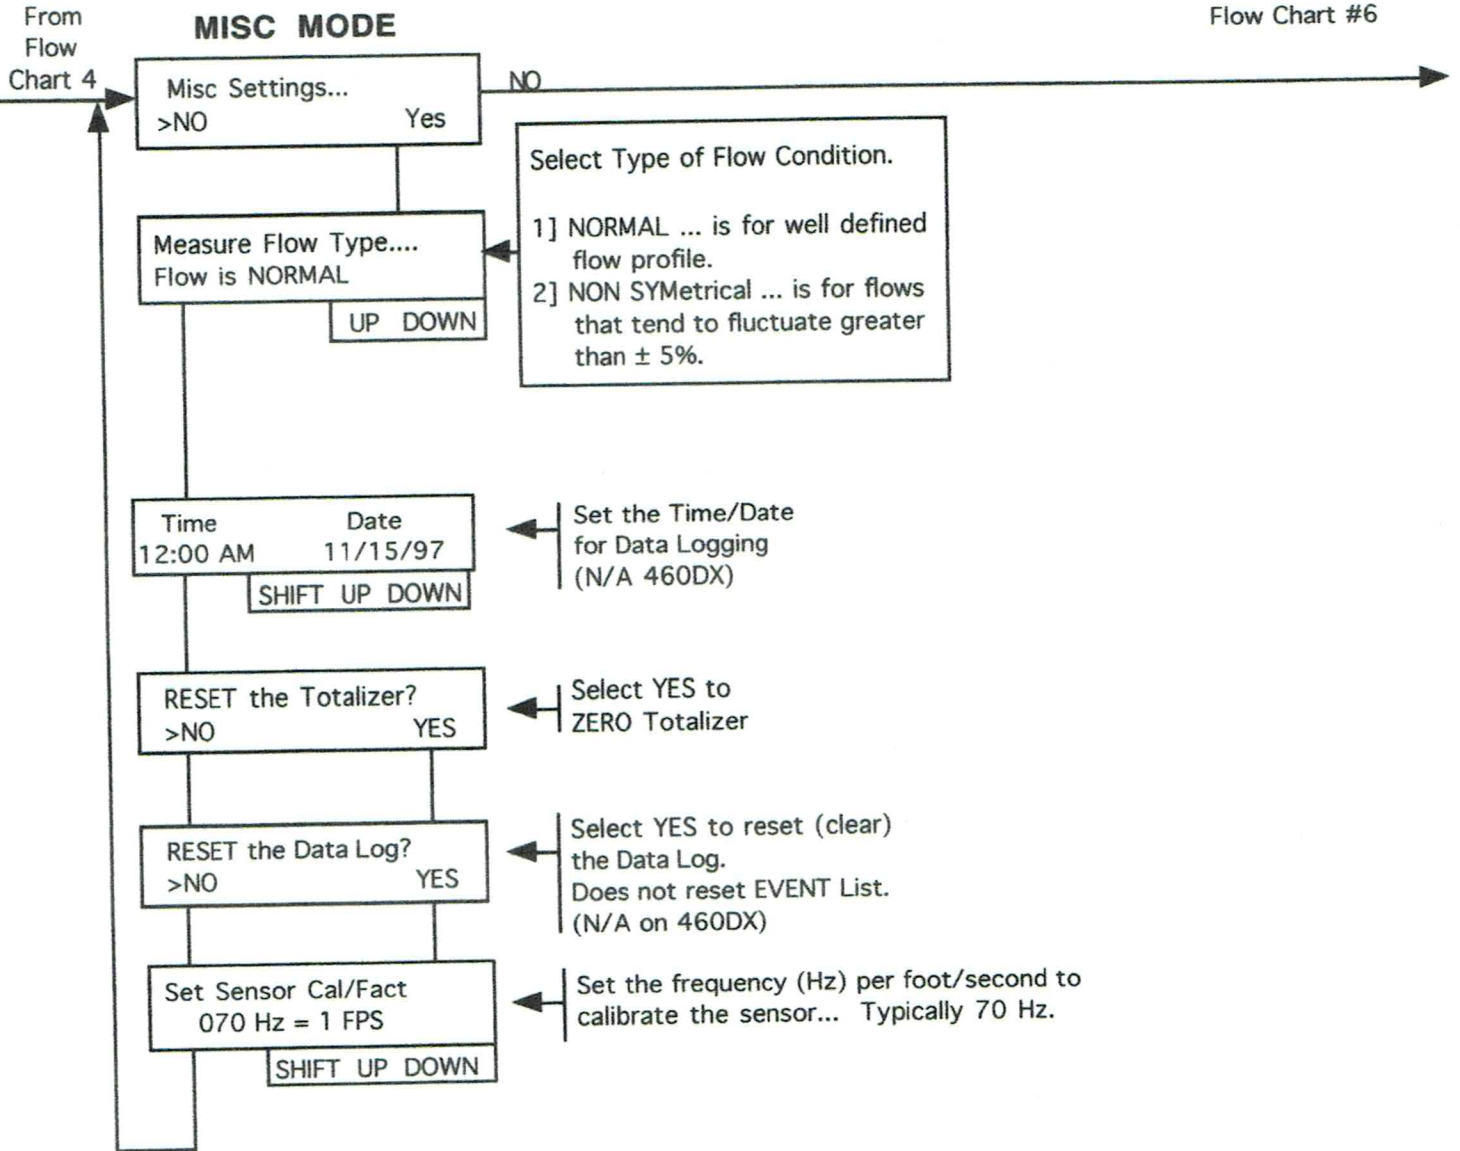 From
Flow
Chart 4
MISC MODE
Flow Chart #6
Misc Settings...
>NO Yes
NO
Select Type of Flow Condition.
1] NORMAL ... is for well defined
flow profile.
2] NON SYMetrical ... is for flows
that tend to fluctuate greater
than ± 5%.
Measure Flow Type....
Flow is NORMAL
UP DOWN
Time Date
12:00 AM 11/15/97
SHIFT UP DOWN
Set the Time/Date
for Data Logging
(N/A 460DX)
RESET the Totalizer?
>NO YES
Select YES to
ZERO Totalizer
RESET the Data Log?
>NO YES
Select YES to reset (clear)
the Data Log.
Does not reset EVENT List.
(N/A on 460DX)
Set Sensor Cal/Fact
070 Hz = 1 FPS
SHIFT UP DOWN
Set the frequency (Hz) per foot/second to
calibrate the sensor... Typically 70 Hz.